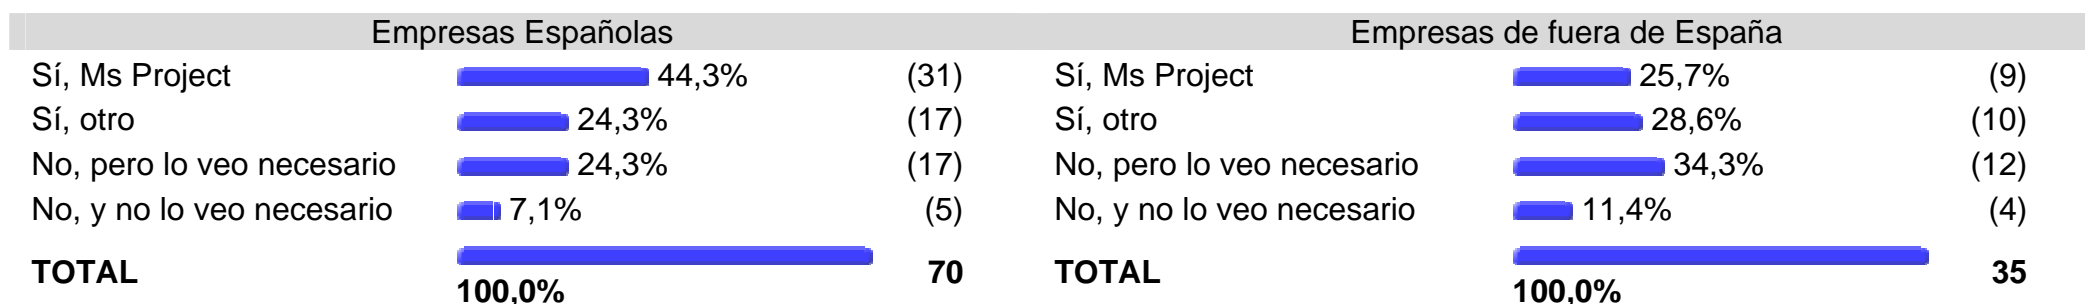 Empresas Españolas Empresas de fuera de España
Sí, Ms Project 44,3% (31) Sí, Ms Project 25,7% (9)
Sí, otro 24,3% (17) Sí, otro 28,6% (10)
No, pero lo veo necesario 24,3% (17) No, pero lo veo necesario 34,3% (12)
No, y no lo veo necesario 7,1% (5) No, y no lo veo necesario 11,4% (4)
TOTAL 70 TOTAL 35
100,0% 100,0%